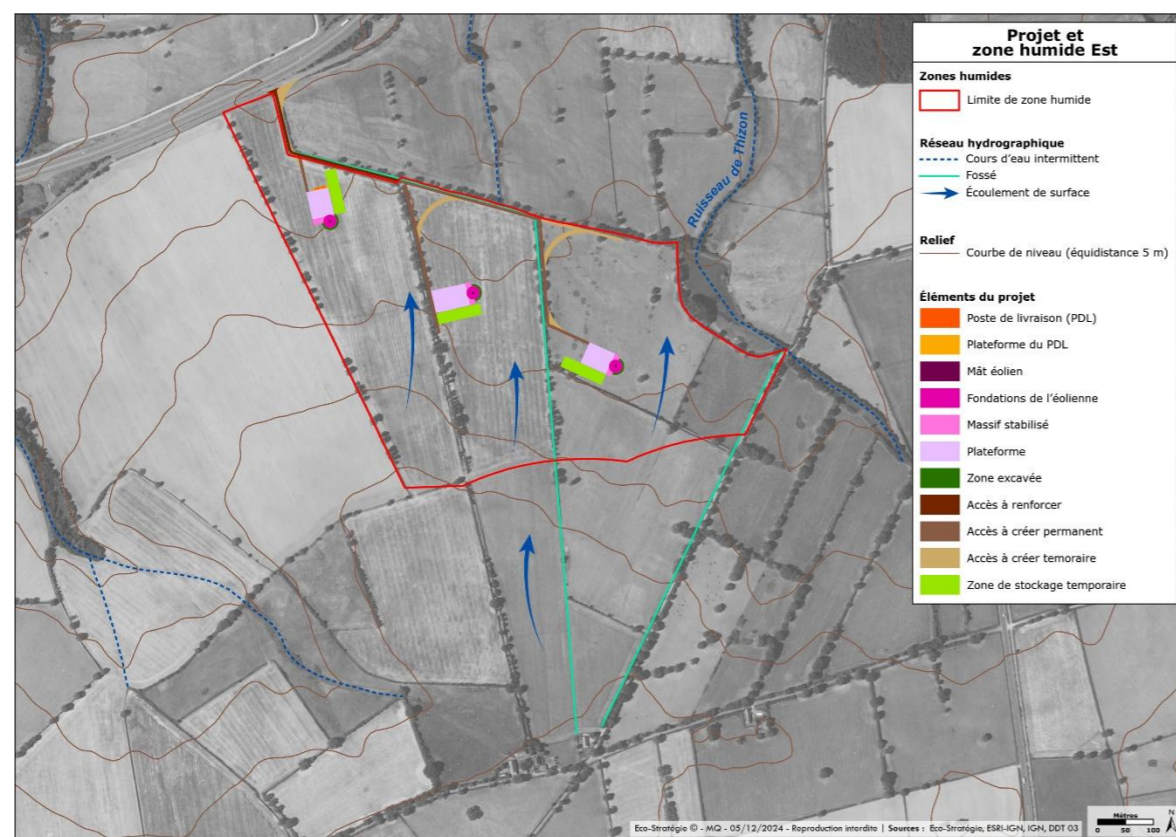 Projet et
zone humide Est
Zones humides
Limite de zone humide
Réseau hydrographique
Cours d'eau intermittent
Fossé
Écoulement de surface
Relief
Courbe de niveau (équidistance 5 m)
Éléments du projet
Poste de livraison (PDL)
Plateforme du PDL
Mât éolien
Fondations de l'éolienne
Massif stabilisé
Plateforme
Zone excavée
Accès à renforcer
Accès à créer permanent
Accès à créer temoraire
Zone de stockage temporaire
Ruisseau de Thizon
Eco-Stratégie © - MQ - 05/12/2024 - Reproduction interdite | Sources : Eco-Stratégie, ESRI-IGN, IGN, DDT 03
Mètres
0 50 100
N